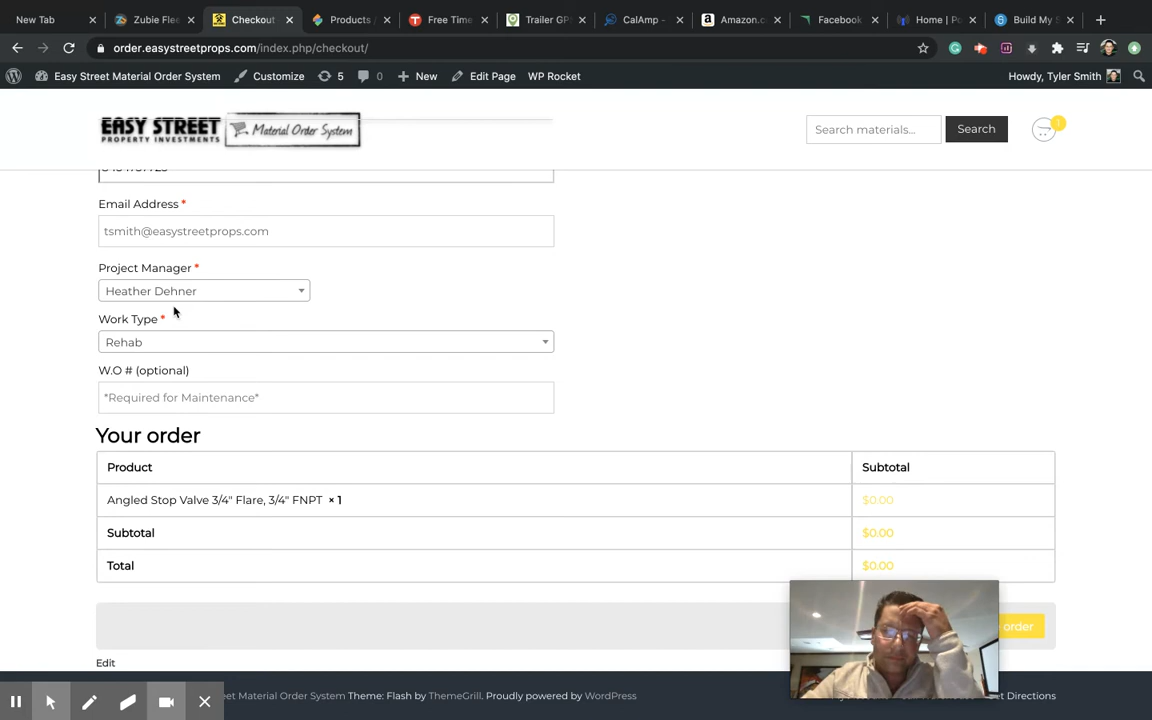 New Tab
Zubie Flee
Checkout
Products /
Free Time
Trailer GP
CalAmp -
Amazon.c
Facebook
Home | Po
Build My S
order.easystreetprops.com/index.php/checkout/
Easy Street Material Order System
Customize
5
0
New
Edit Page
WP Rocket
Howdy, Tyler Smith
EASY STREET
PROPERTY INVESTMENTS
Material Order System
Search materials...
Search
1
Email Address *
tsmith@easystreetprops.com
Project Manager *
Heather Dehner
Work Type *
Rehab
W.O # (optional)
*Required for Maintenance*
Your order
Product
Subtotal
Angled Stop Valve 3/4" Flare, 3/4" FNPT × 1
$0.00
Subtotal
$0.00
Total
$0.00
order
Edit
et Material Order System Theme: Flash by ThemeGrill. Proudly powered by WordPress
et Directions